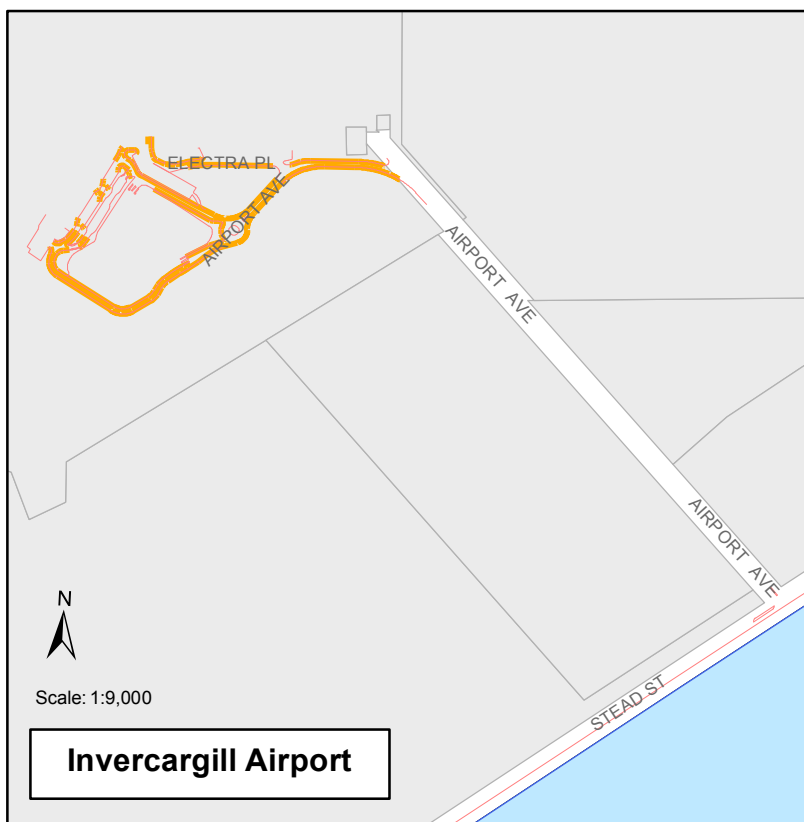 ELECTRA PL
AIRPORT AVE
AIRPORT AVE
AIRPORT AVE
STEAD ST
N
Scale: 1:9,000
Invercargill Airport